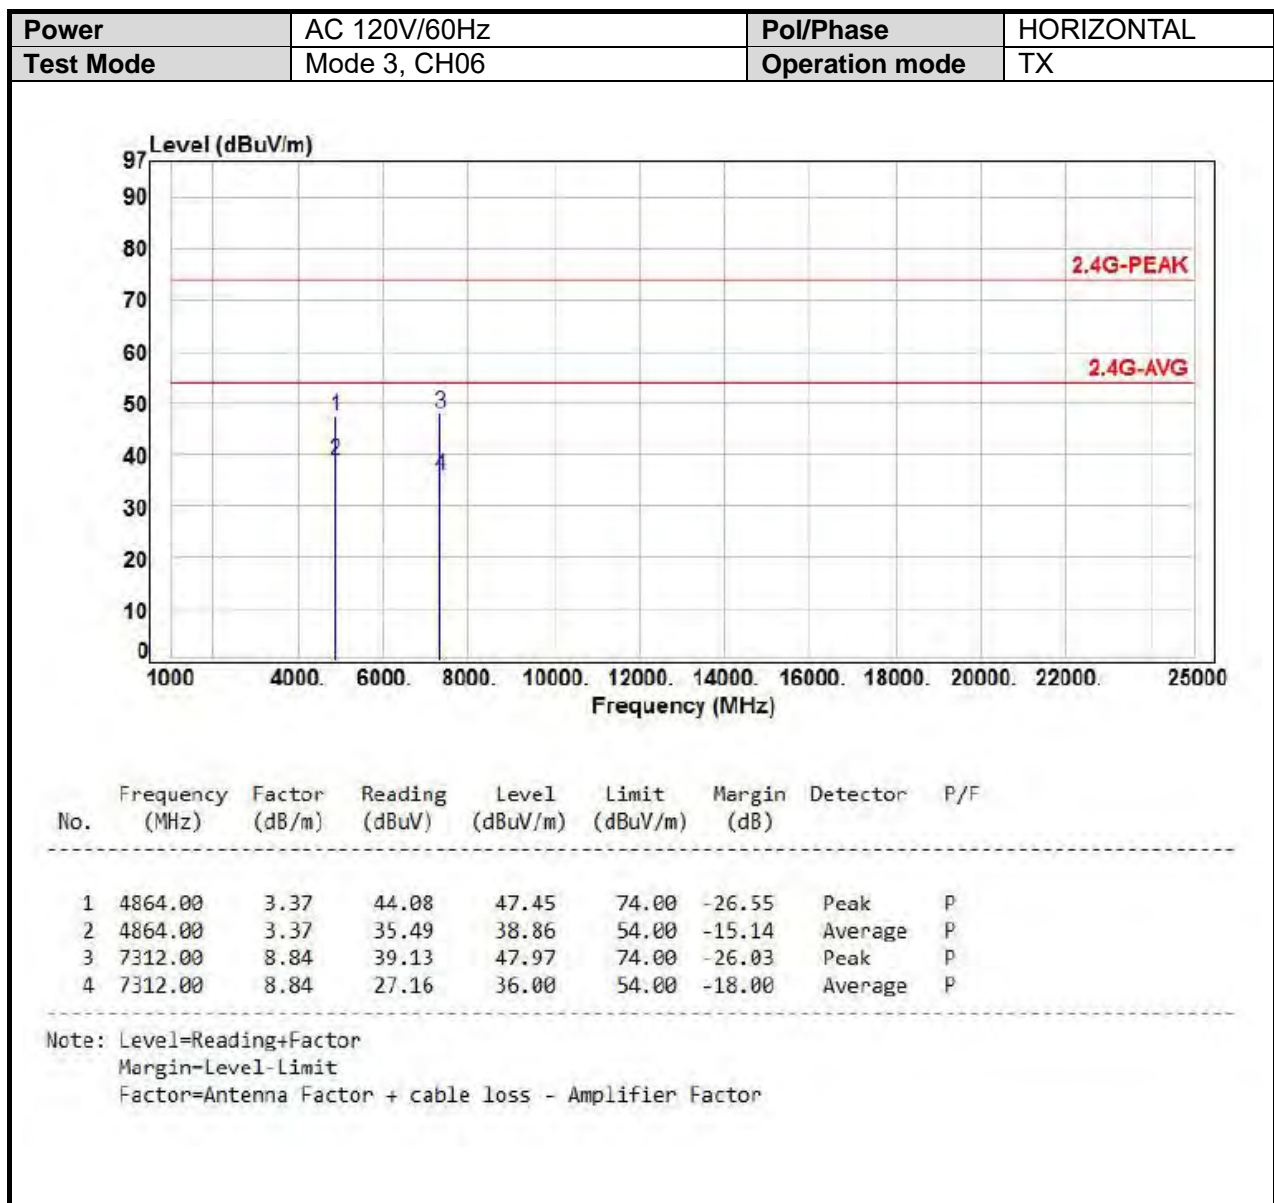 Power AC 120V/60Hz Pol/Phase HORIZONTAL
Test Mode Mode 3, CH06 Operation mode TX
Level (dBuV/m)
97
90
80
2.4G-PEAK
70
60
2.4G-AVG
50
1 3
2
40
4
30
20
10
0
1000 4000. 6000. 8000. 10000. 12000. 14000. 16000. 18000. 20000. 22000. 25000
Frequency (MHz)
Frequency Factor Reading Level Limit Margin Detector P/F
No. (MHz) (dB/m) (dBuV) (dBuV/m) (dBuV/m) (dB)
1 4864.00 3.37 44.08 47.45 74.00 -26.55 Peak P
2 4864.00 3.37 35.49 38.86 54.00 -15.14 Average P
3 7312.00 8.84 39.13 47.97 74.00 -26.03 Peak P
4 7312.00 8.84 27.16 36.00 54.00 -18.00 Average P
Note: Level=Reading+Factor
Margin=Level-Limit
Factor=Antenna Factor + cable loss - Amplifier Factor